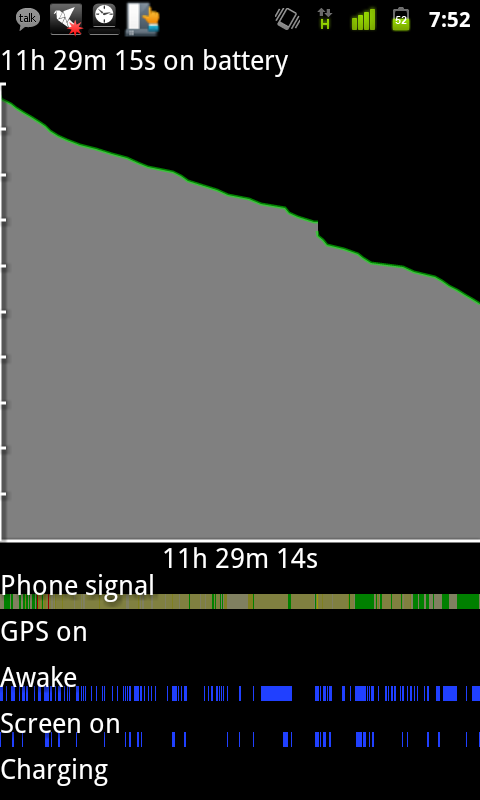 talk
H
52
7:52
11h 29m 15s on battery
11h 29m 14s
Phone signal
GPS on
Awake
Screen on
Charging